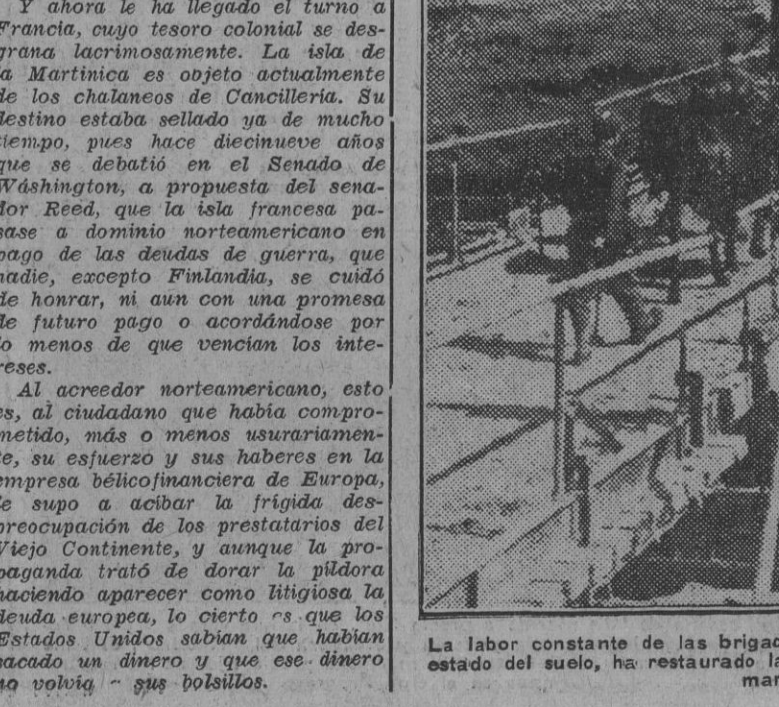 Y ahora le ha llegado el turno a
Francia, cuyo tesoro colonial se des-
grana lacrimosamente. La isla de
la Martinica es objeto actualmente
de los chalaneos de Cancillería. Su
destino estaba sellado ya de mucho
tiempo, pues hace diecinueve años
que se debatió en el Senado de
Wáshington, a propuesta del sena-
dor Reed, que la isla francesa pa-
sase a dominio norteamericano en
pago de las deudas de guerra, que
nadie, excepto Finlandia, se cuidó
de honrar, ni aun con una promesa
de futuro pago o acordándose por
lo menos de que vencían los inte-
reses.
Al acreedor norteamericano, esto
es, al ciudadano que había compro-
metido, más o menos usurariamen-
te, su esfuerzo y sus haberes en la
empresa bélicofinanciera de Europa,
le supo a acíbar la frígida des-
preocupación de los prestatarios del
Viejo Continente, y aunque la pro-
paganda trató de dorar la píldora
haciendo aparecer como litigiosa la
deuda europea, lo cierto es que los
Estados Unidos sabían que habían
sacado un dinero y que ese dinero
no volvía sus bolsillos.
La labor constante de las brigad
estado del suelo, ha restaurado la
mar